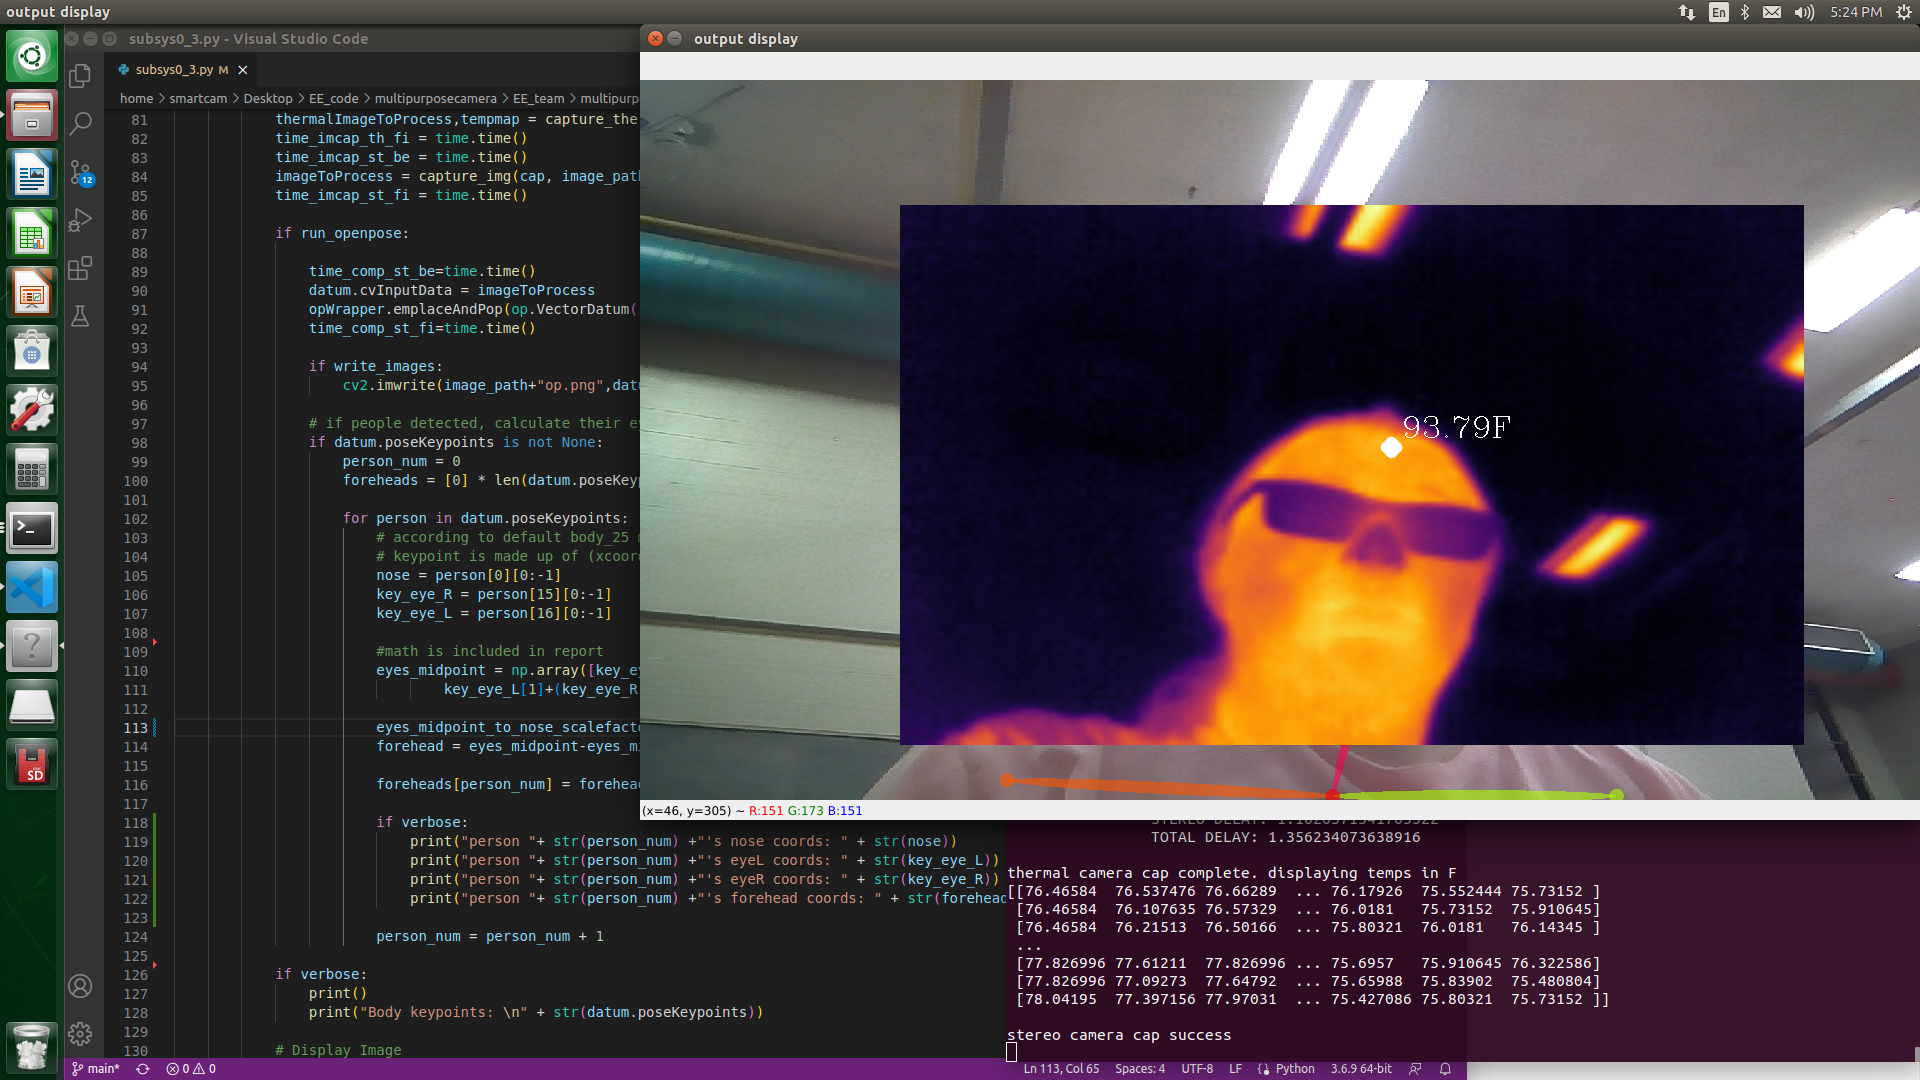 output display
En
5:24 PM
subsys0_3.py - Visual Studio Code
output display
subsys0_3.py M
home > smartcam > Desktop > EE_code > multipurposecamera > EE_team > multipurp
81 thermalImageToProcess,tempmap = capture_the
82 time_imcap_th_fi = time.time()
83 time_imcap_st_be = time.time()
84 imageToProcess = capture_img(cap, image_pat
85 time_imcap_st_fi = time.time()
86
87 if run_openpose:
88
89 time_comp_st_be=time.time()
90 datum.cvInputData = imageToProcess
91 opWrapper.emplaceAndPop(op.VectorDatum(
92 time_comp_st_fi=time.time()
93
94 if write_images:
95 cv2.imwrite(image_path+"op.png",dat
96
97 # if people detected, calculate their e
98 if datum.poseKeypoints is not None:
99 person_num = 0
100 foreheads = [0] * len(datum.poseKey
101
102 for person in datum.poseKeypoints:
103 # according to default body_25 m
104 # keypoint is made up of (xcoor
105 nose = person[0][0:-1]
106 key_eye_R = person[15][0:-1]
107 key_eye_L = person[16][0:-1]
108
109 #math is included in report
110 eyes_midpoint = np.array([key_e
111 key_eye_L[1]+(key_eye_R
112
113 eyes_midpoint_to_nose_scalefact
114 forehead = eyes_midpoint-eyes_m
115
116 foreheads[person_num] = forehea
117
118 if verbose:
119 print("person "+ str(person_num) +"'s nose coords: " + str(nose))
120 print("person "+ str(person_num) +"'s eyeL coords: " + str(key_eye_L))
121 print("person "+ str(person_num) +"'s eyeR coords: " + str(key_eye_R))
122 print("person "+ str(person_num) +"'s forehead coords: " + str(forehead
123
124 person_num = person_num + 1
125
126 if verbose:
127 print()
128 print("Body keypoints: \n" + str(datum.poseKeypoints))
129
130 # Display Image
12
SD
93.79F
(x=46, y=305) ~ R:151 G:173 B:151
TOTAL DELAY: 1.356234073638916
thermal camera cap complete. displaying temps in F
[[76.46584 76.537476 76.66289 ... 76.17926 75.552444 75.73152 ]
[76.46584 76.107635 76.57329 ... 76.0181 75.73152 75.910645]
[76.46584 76.21513 76.50166 ... 75.80321 76.0181 76.14345 ]
...
[77.826996 77.61211 77.826996 ... 75.6957 75.910645 76.322586]
[77.826996 77.09273 77.64792 ... 75.65988 75.83902 75.480804]
[78.04195 77.397156 77.97031 ... 75.427086 75.80321 75.73152 ]]
stereo camera cap success
main* 0 0 Ln 113, Col 65 Spaces: 4 UTF-8 LF Python 3.6.9 64-bit